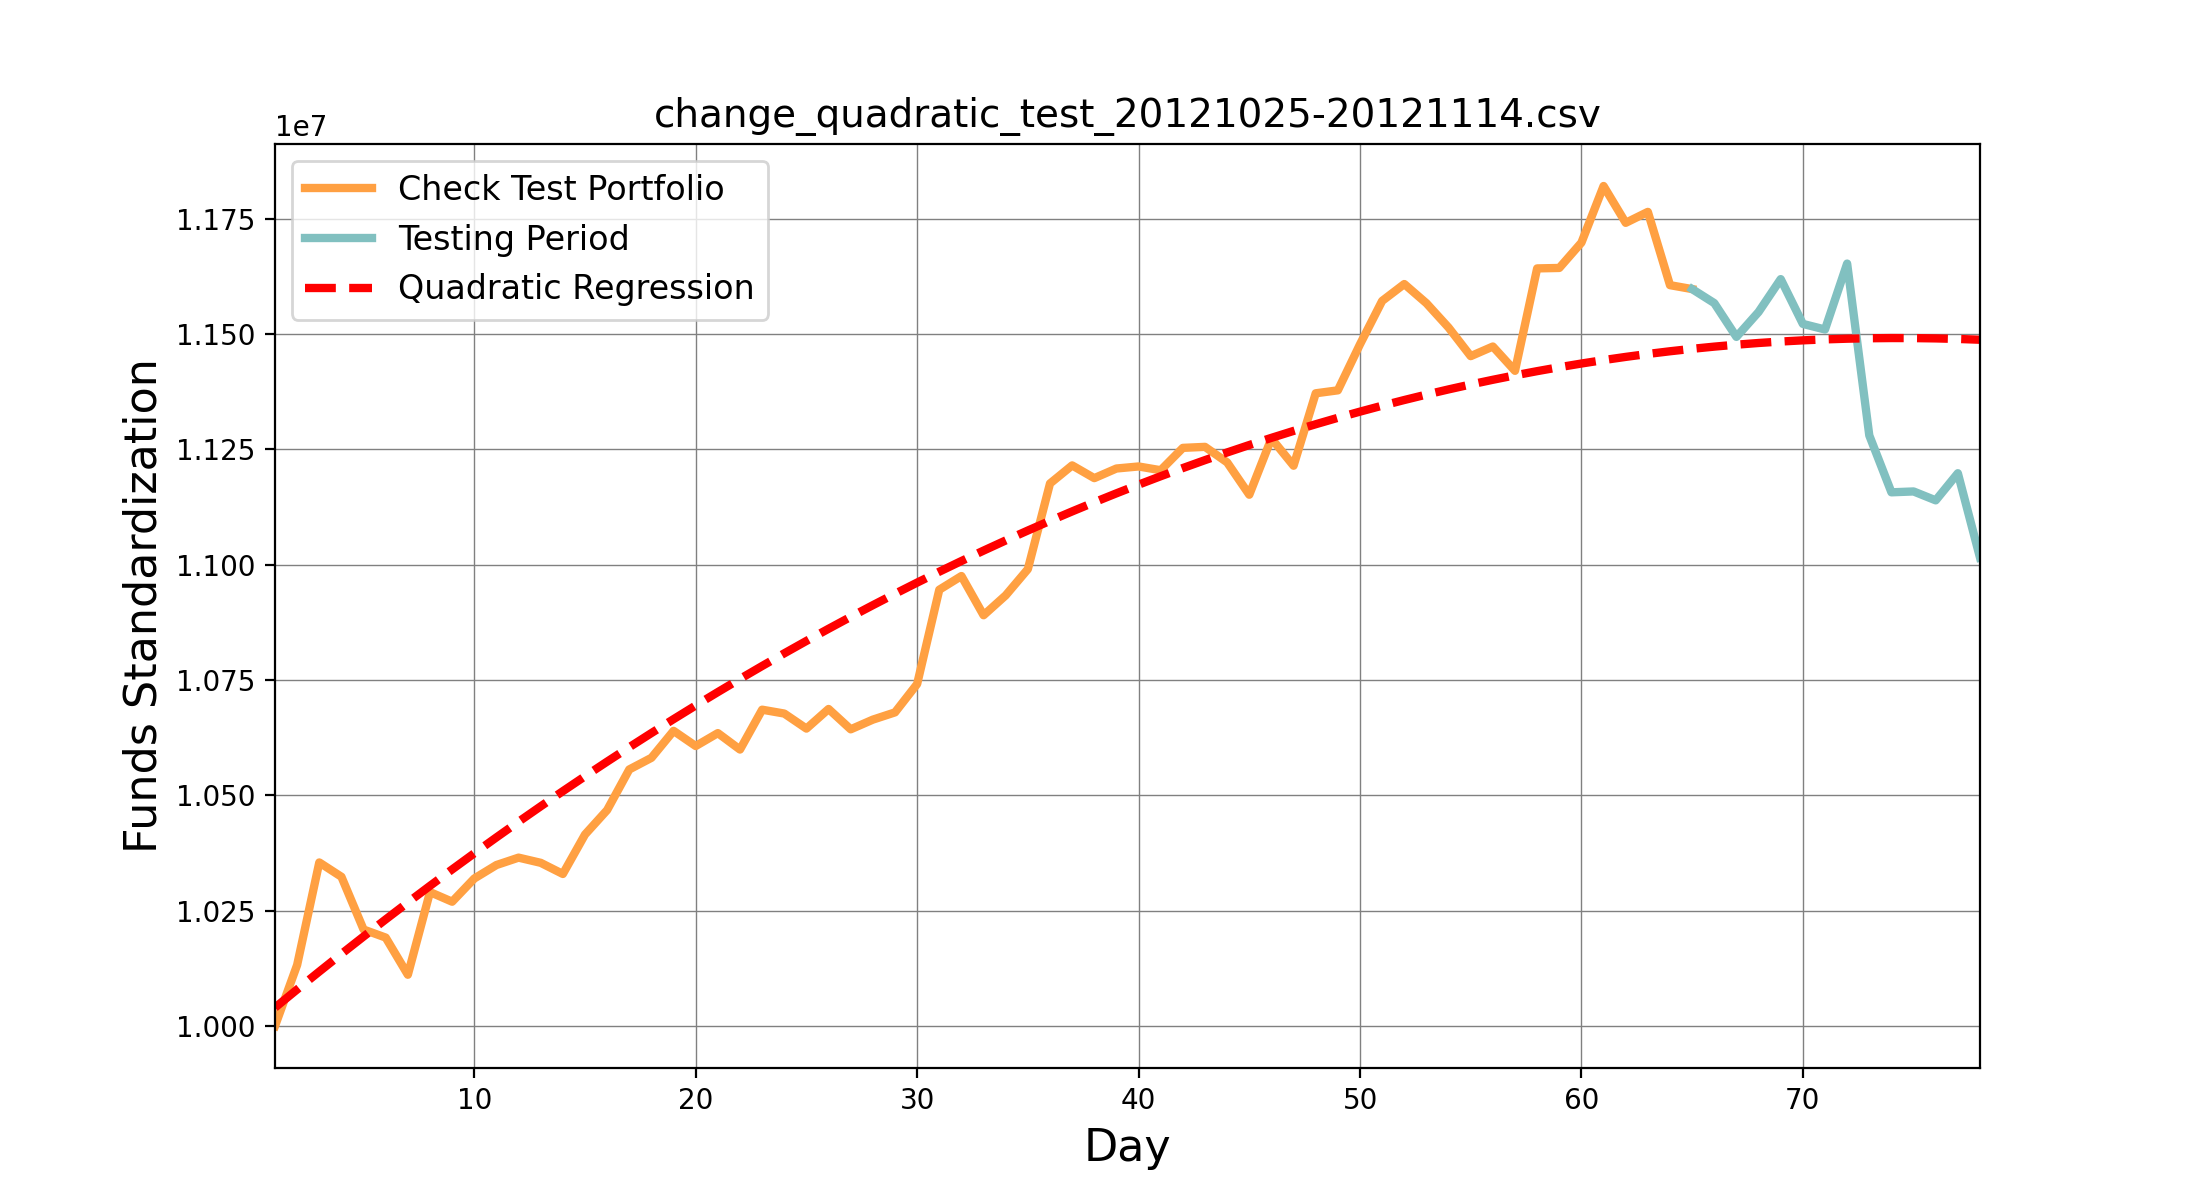 change_quadratic_test_20121025-20121114.csv
1e7
Check Test Portfolio
Testing Period
Quadratic Regression
1.175
1.150
1.125
1.100
1.075
1.050
1.025
1.000
Funds Standardization
10 20 30 40 50 60 70
Day